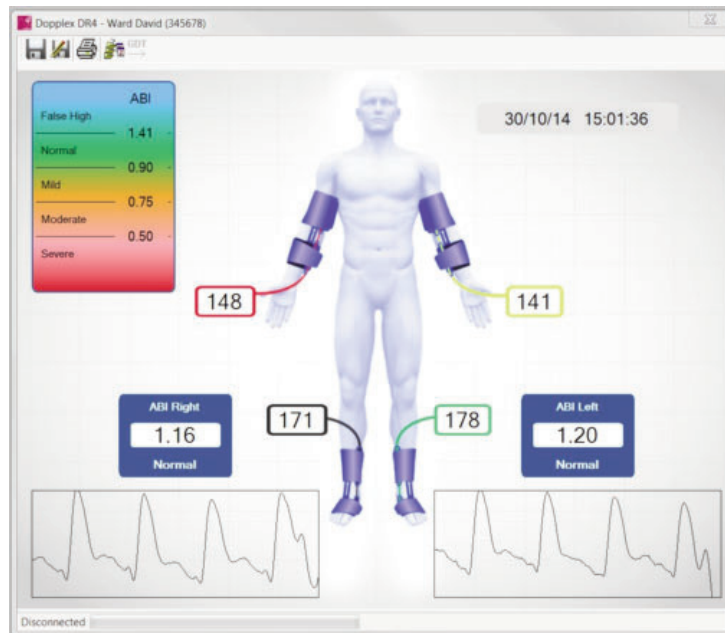 Dopplex DR4 - Ward David (345678)
GDT
ABI
False High
1.41
Normal
0.90
Mild
0.75
Moderate
0.50
Severe
30/10/14 15:01:36
148
141
171
178
ABI Right
1.16
Normal
ABI Left
1.20
Normal
Disconnected